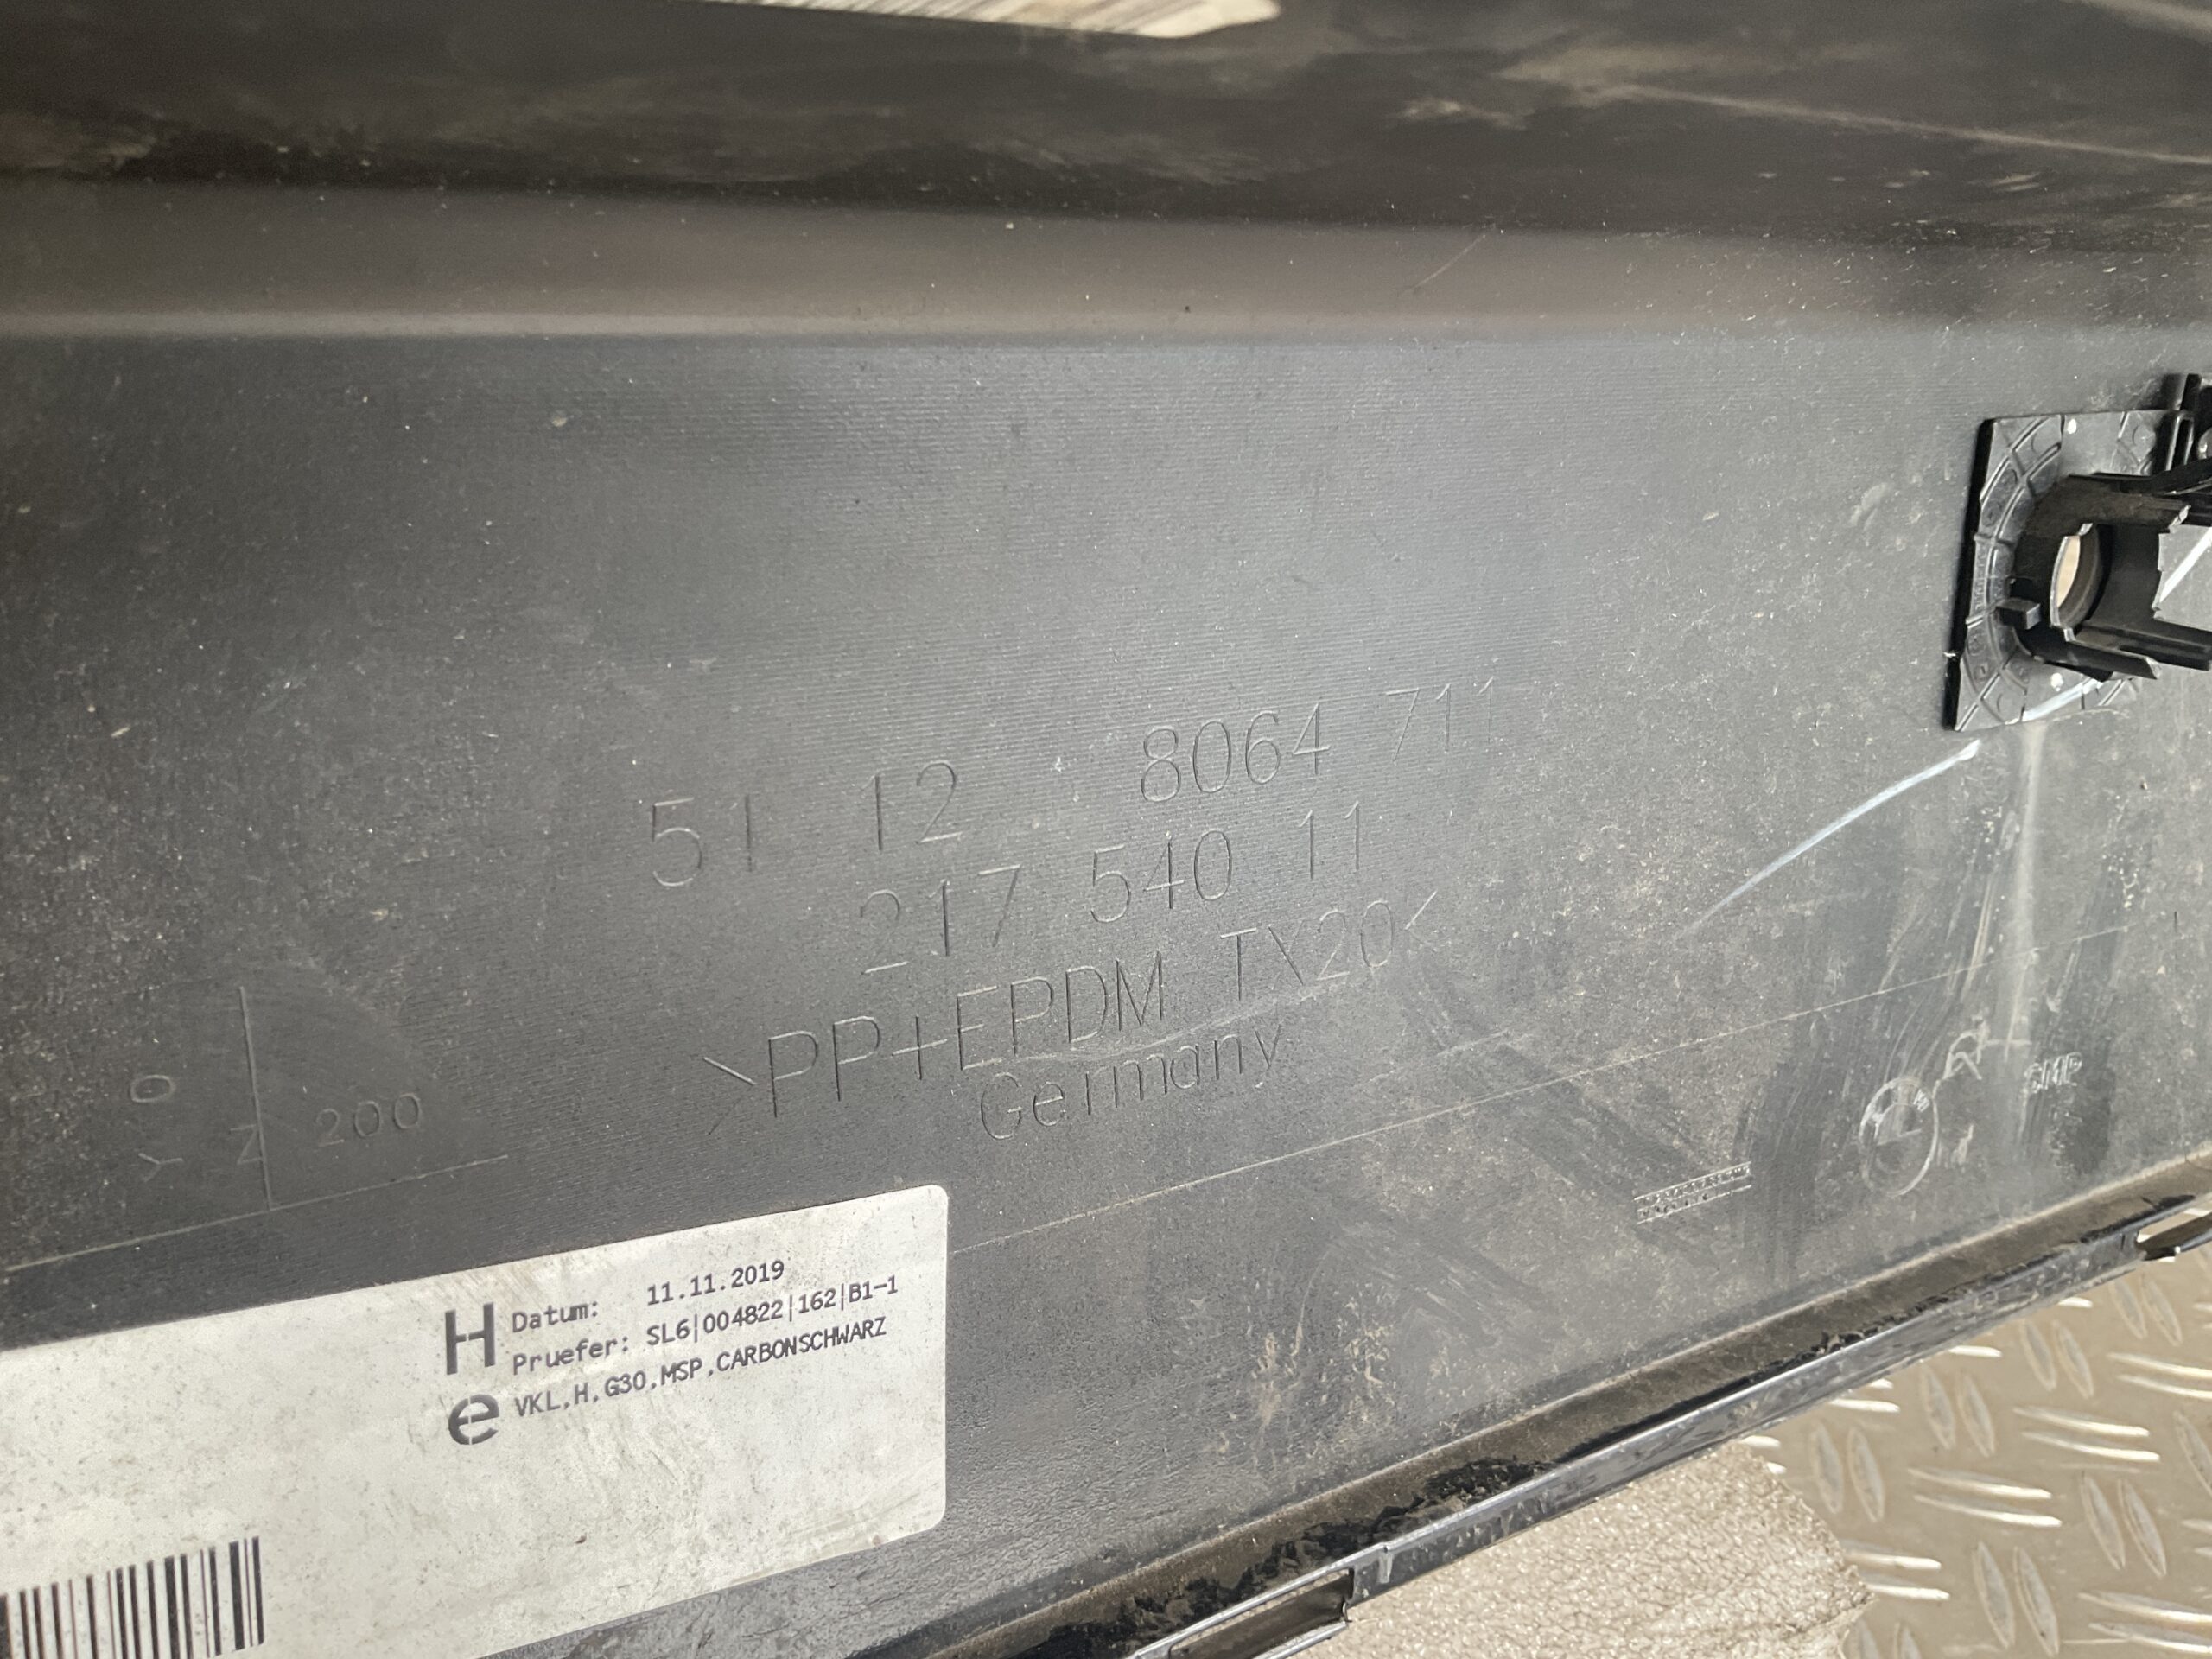 51 12 8064 711
217 540 11
>PP+EPDM TX20<
Germany
Y 0
Z 200
SMP
H Datum: 11.11.2019
Pruefer: SL6|004822|162|B1-1
e VKL,H,G30,MSP,CARBONSCHWARZ